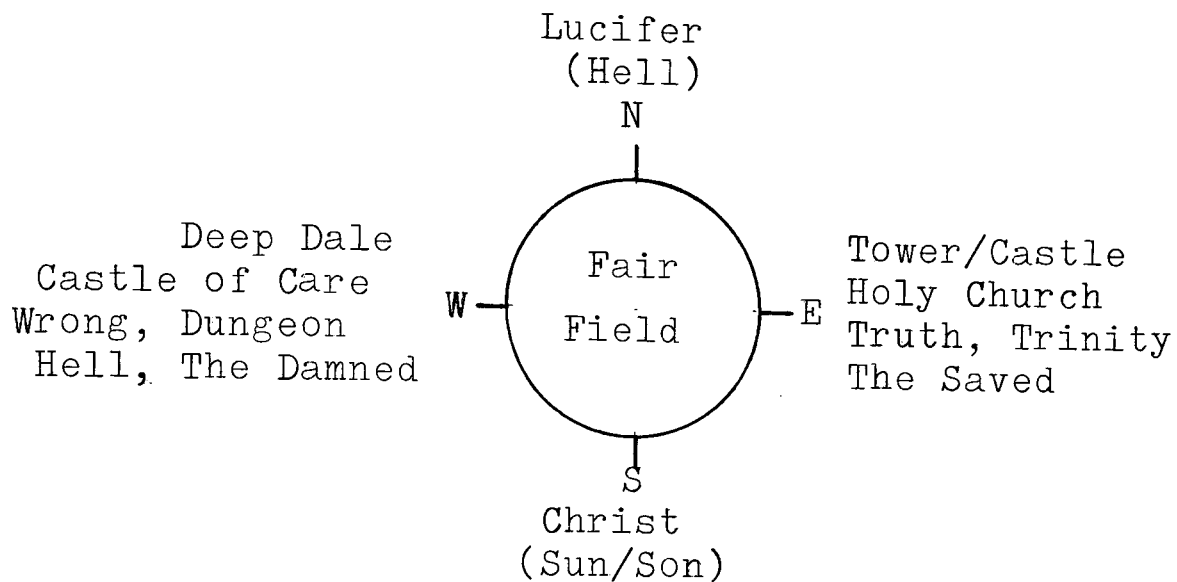 Lucifer
(Hell)
N
Deep Dale
Castle of Care
Wrong, Dungeon
Hell, The Damned
W
Fair
Field
E
Tower/Castle
Holy Church
Truth, Trinity
The Saved
S
Christ
(Sun/Son)